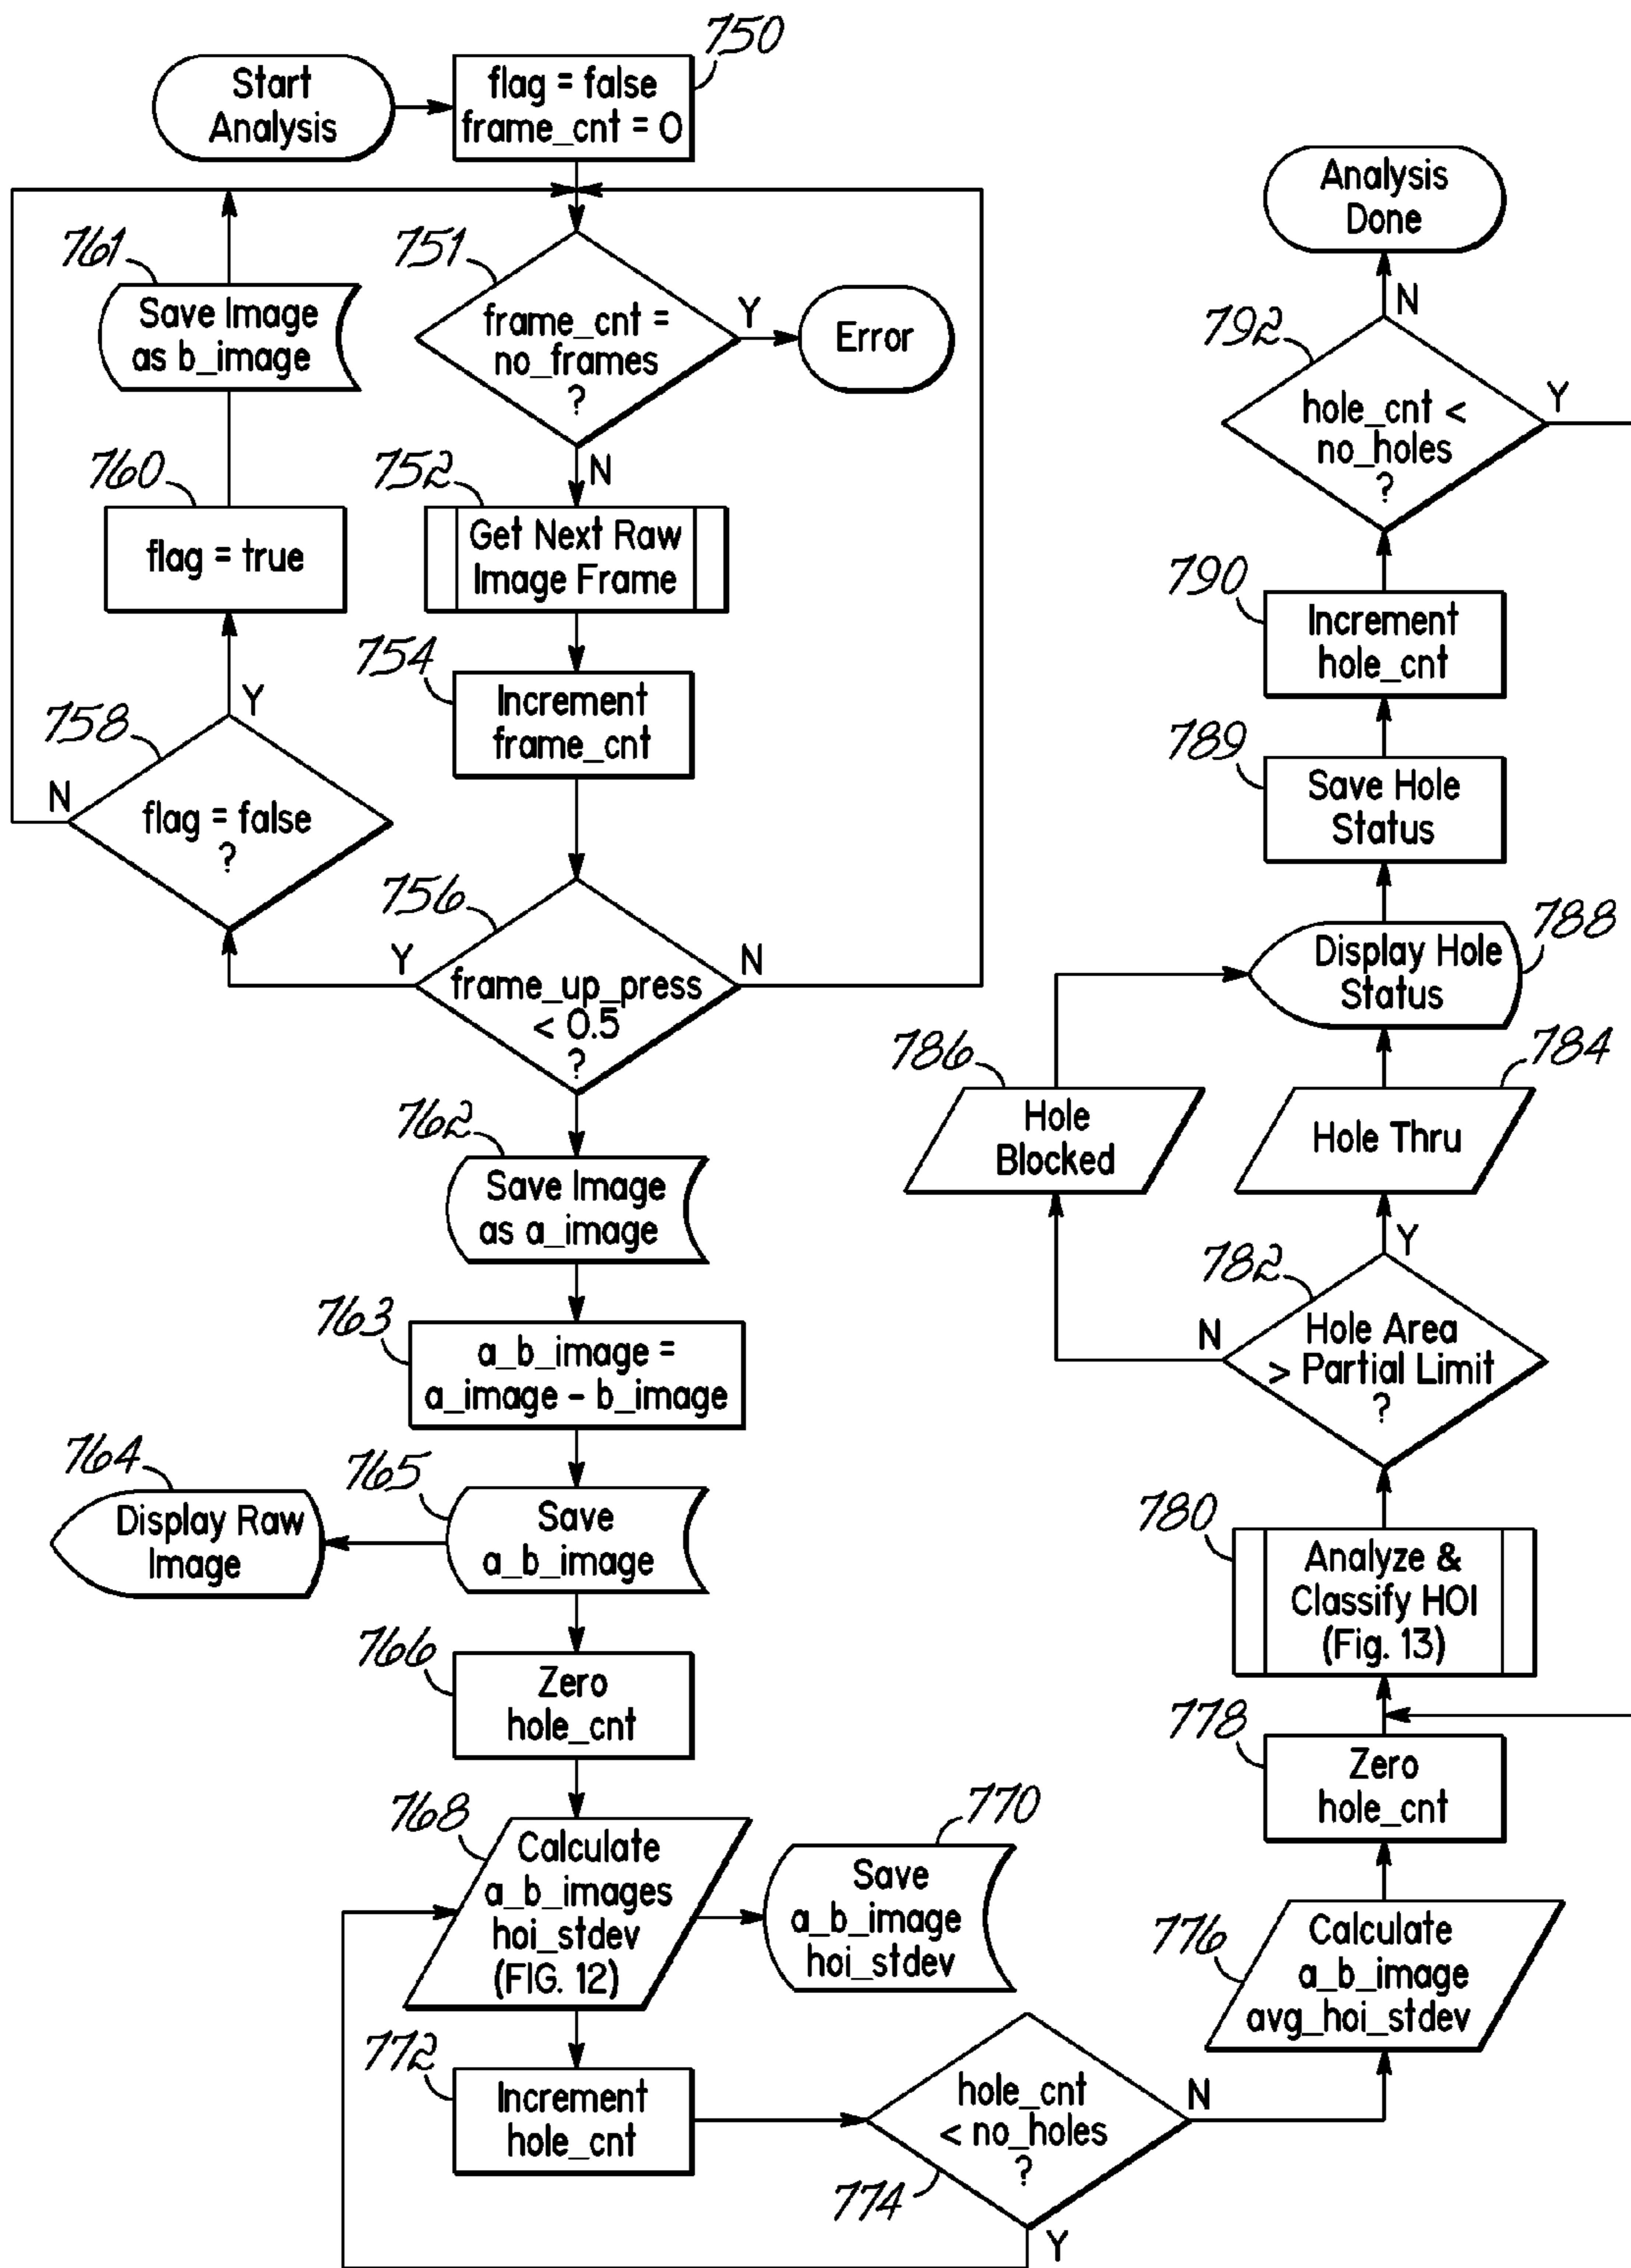 Start
Analysis
750
flag = false
frame_cnt = 0
751
frame_cnt =
no_frames
?
Y
Error
N
752
Get Next Raw
Image Frame
754
Increment
frame_cnt
756
frame_up_press
< 0.5
?
Y
N
758
flag = false
?
N
Y
760
flag = true
761
Save Image
as b_image
762
Save Image
as a_image
763
a_b_image =
a_image - b_image
764
Display Raw
Image
765
Save
a_b_image
766
Zero
hole_cnt
768
Calculate
a_b_images
hoi_stdev
(FIG. 12)
770
Save
a_b_image
hoi_stdev
772
Increment
hole_cnt
774
hole_cnt
< no_holes
?
Y
N
776
Calculate
a_b_image
avg_hoi_stdev
778
Zero
hole_cnt
780
Analyze &
Classify HOI
(Fig. 13)
782
Hole Area
> Partial Limit
?
N
Y
784
Hole Thru
786
Hole
Blocked
788
Display Hole
Status
789
Save Hole
Status
790
Increment
hole_cnt
792
hole_cnt <
no_holes
?
Y
N
Analysis
Done